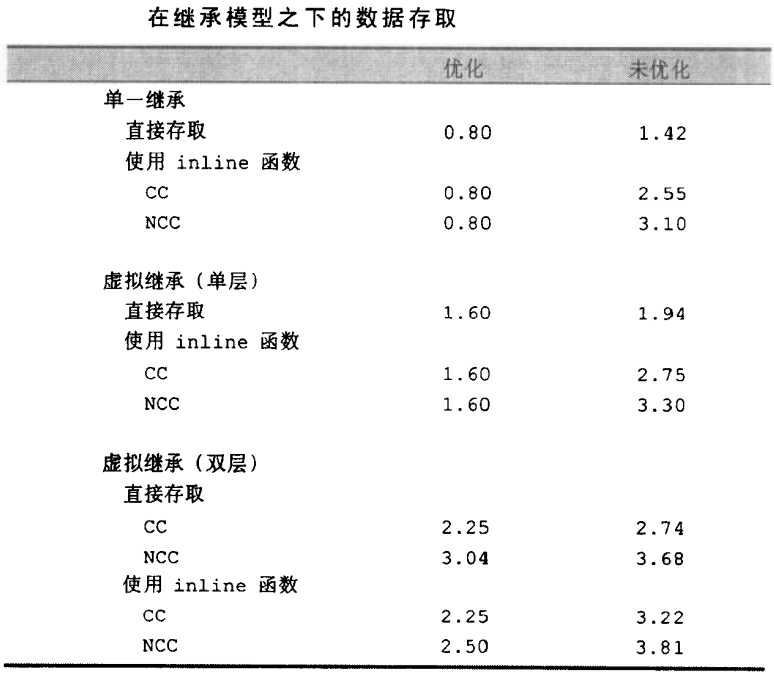 在继承模型之下的数据存取
优化 未优化
单一继承
直接存取 0.80 1.42
使用 inline 函数
CC 0.80 2.55
NCC 0.80 3.10
虚拟继承（单层）
直接存取 1.60 1.94
使用 inline 函数
CC 1.60 2.75
NCC 1.60 3.30
虚拟继承（双层）
直接存取
CC 2.25 2.74
NCC 3.04 3.68
使用 inline 函数
CC 2.25 3.22
NCC 2.50 3.81